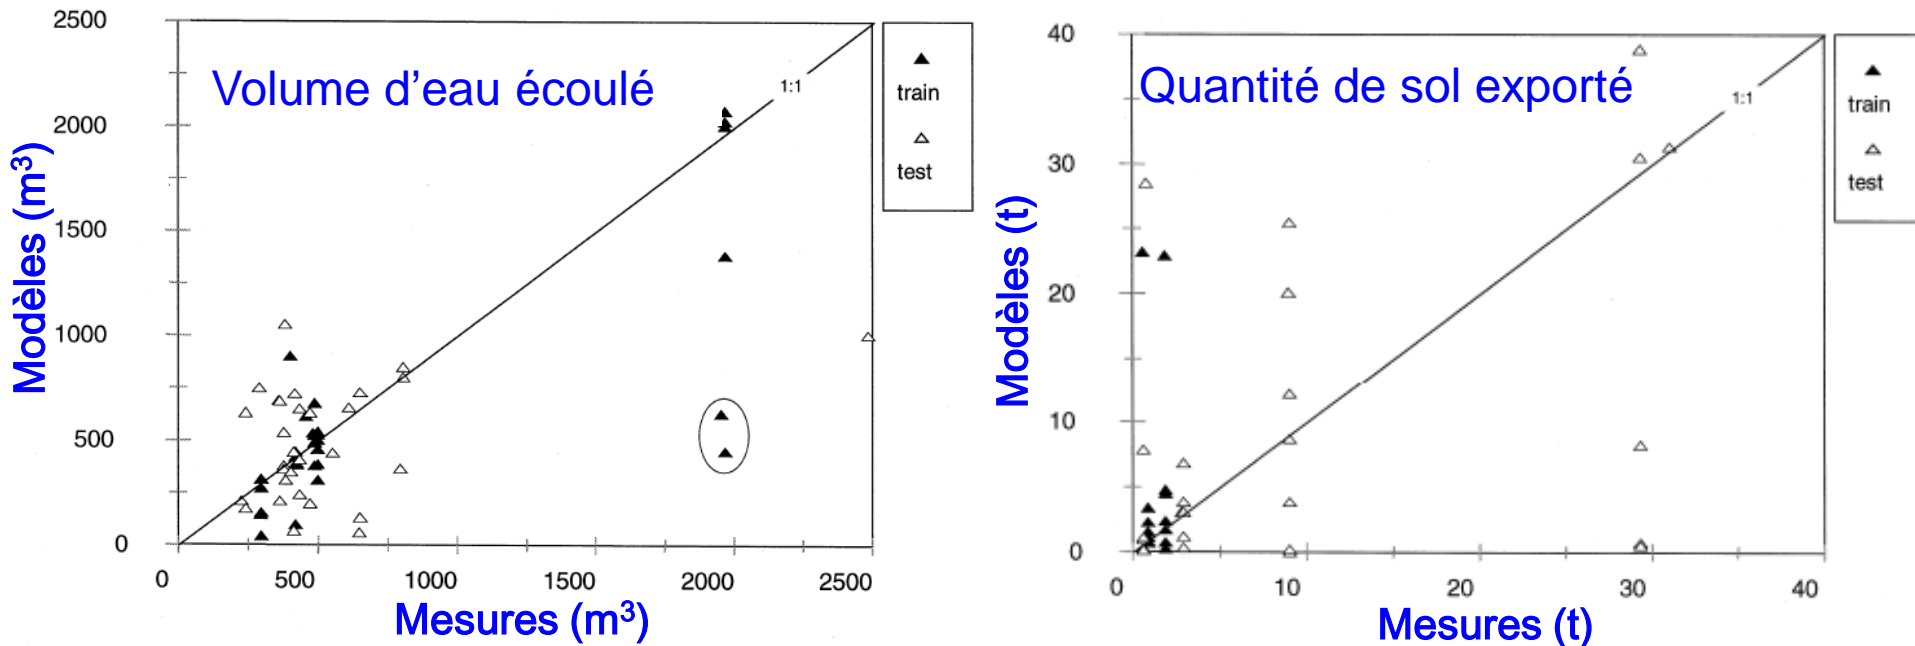 2500
2000
1500
1000
500
0
Modèles (m³)
Volume d'eau écoulé
1:1
train
test
0 500 1000 1500 2000 2500
Mesures (m³)
40
30
20
10
0
Modèles (t)
Quantité de sol exporté
1:1
train
test
0 10 20 30 40
Mesures (t)